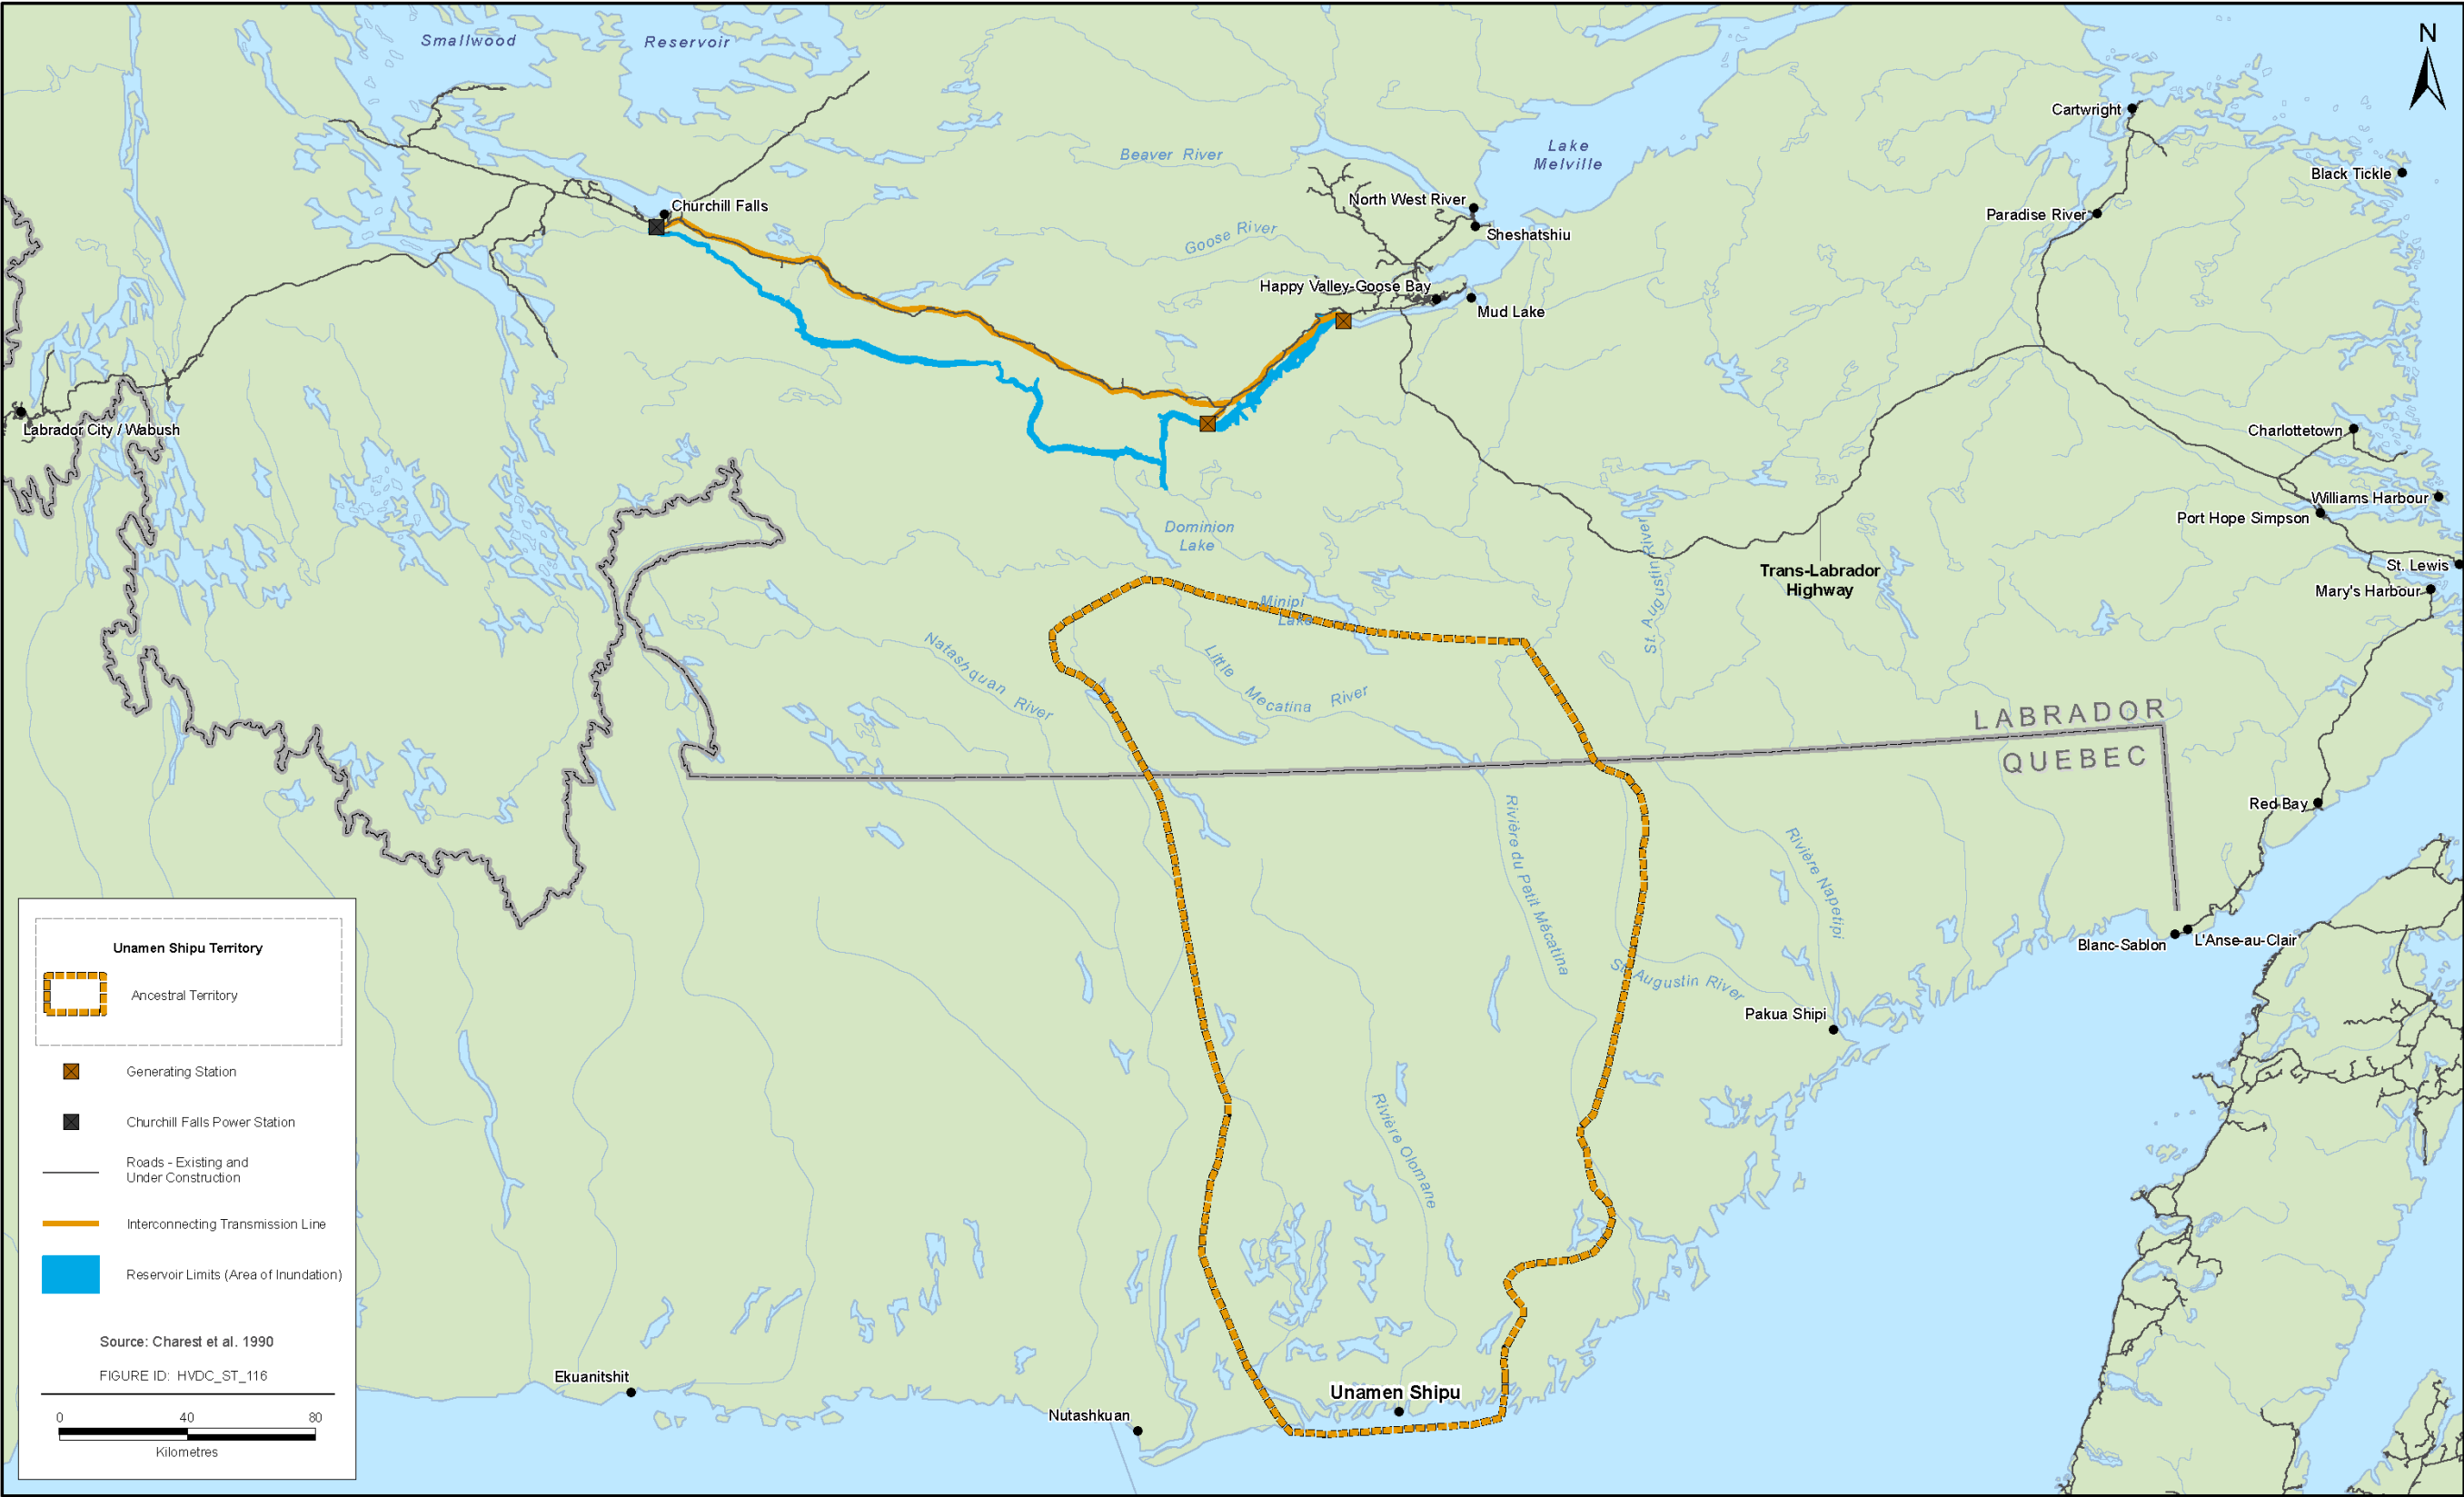 Smallwood
Reservoir
N
Cartwright
Lake
Melville
Beaver River
Black Tickle
North West River
Churchill Falls
Paradise River
Goose River
Sheshatshiu
Happy Valley-Goose Bay
Mud Lake
Labrador City / Wabush
Charlottetown
Williams Harbour
Port Hope Simpson
Dominion
Lake
St. Lewis
Trans-Labrador
Highway
Mary's Harbour
St. Augustin River
Minipi
Lake
Natashquan River
Little Mecatina River
LABRADOR
QUEBEC
Red Bay
Rivière du Petit Mécatina
Rivière Napetipi
Blanc-Sablon
L'Anse-au-Clair
St. Augustin River
Pakua Shipi
Rivière Olomane
Ekuanitshit
Nutashkuan
Unamen Shipu
Unamen Shipu Territory
Ancestral Territory
Generating Station
Churchill Falls Power Station
Roads - Existing and
Under Construction
Interconnecting Transmission Line
Reservoir Limits (Area of Inundation)
Source: Charest et al. 1990
FIGURE ID: HVDC_ST_116
0 40 80
Kilometres